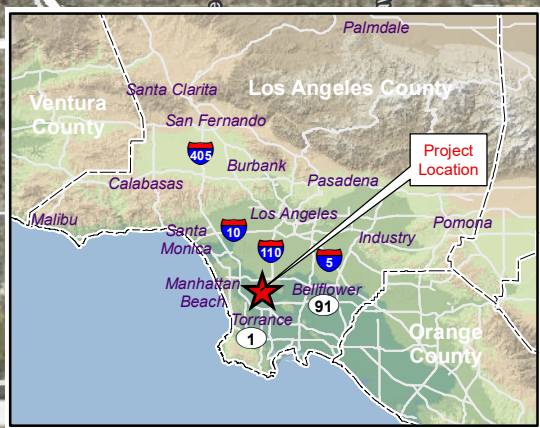 Palmdale
Santa Clarita
Los Angeles County
Ventura
County
San Fernando
405
Burbank
Project
Location
Calabasas
Pasadena
Malibu
Santa
Monica
10
Los Angeles
110
Industry
Pomona
5
Manhattan
Beach
Bellflower
91
Torrance
1
Orange
County